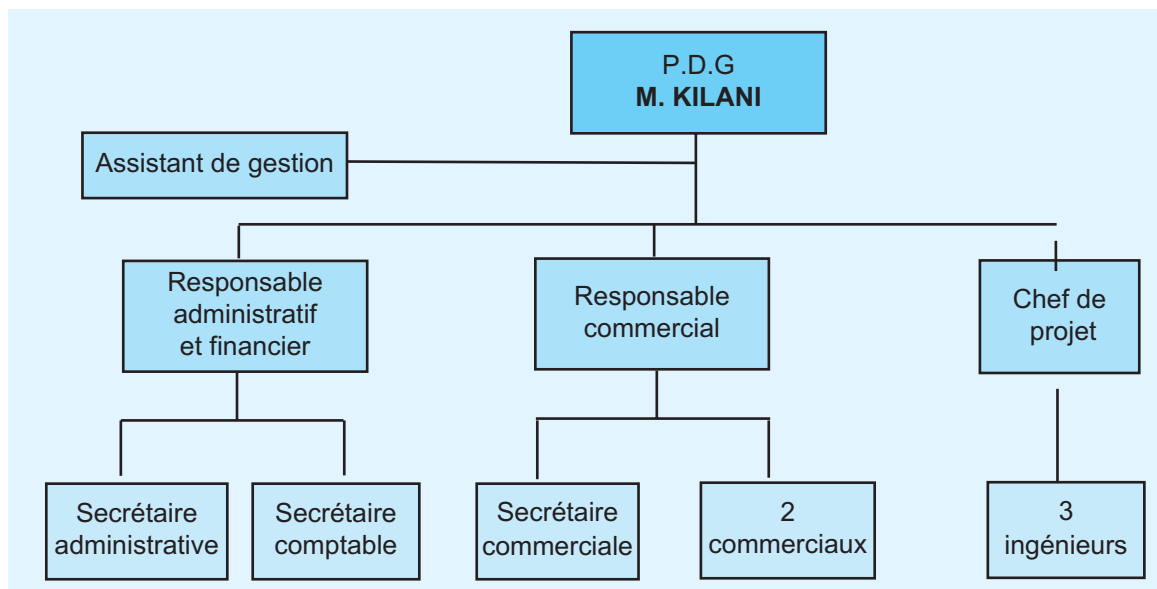 P.D.G
M. KILANI
Assistant de gestion
Responsable
administratif
et financier
Responsable
commercial
Chef de
projet
Secrétaire
administrative
Secrétaire
comptable
Secrétaire
commerciale
2
commerciaux
3
ingénieurs